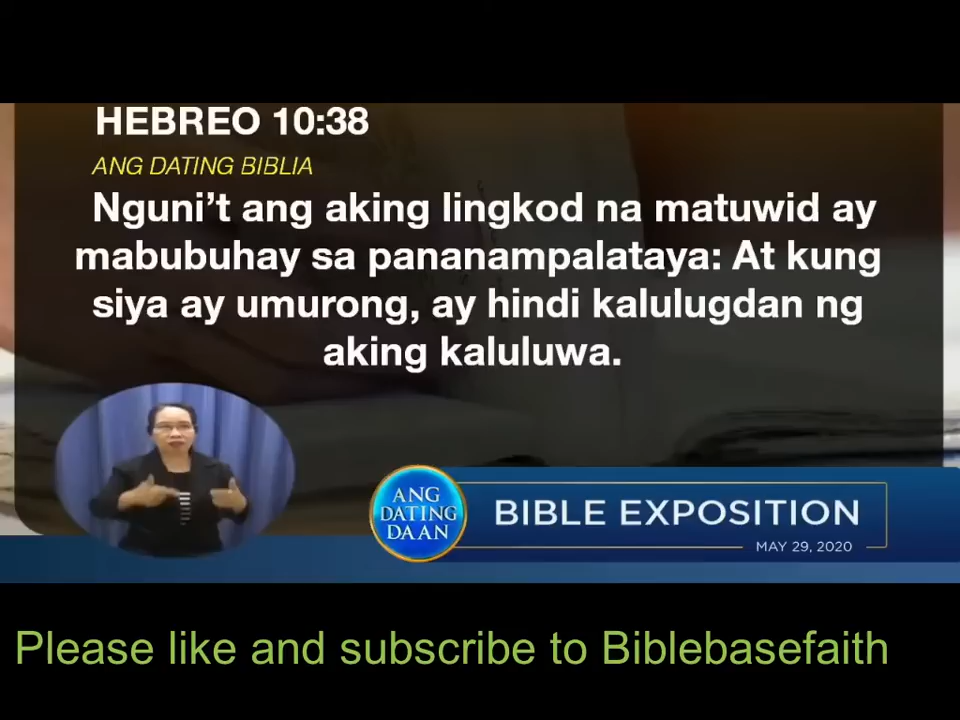 HEBREO 10:38
ANG DATING BIBLIA
Nguni't ang aking lingkod na matuwid ay
mabubuhay sa pananampalataya: At kung
siya ay umurong, ay hindi kalulugdan ng
aking kaluluwa.
ANG
DATING
DAAN
BIBLE EXPOSITION
MAY 29, 2020
Please like and subscribe to Biblebasefaith